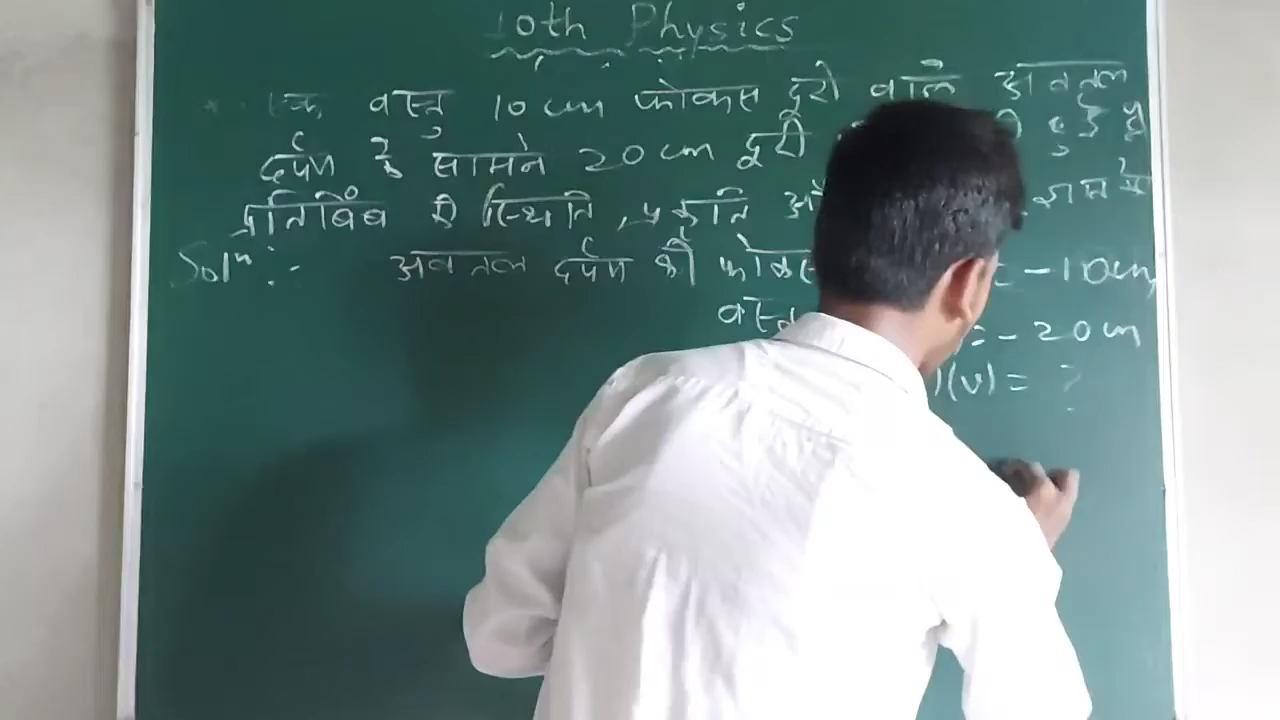 10th Physics
एक वस्तु 10 cm फोकस दूरी वाले अवतल
दर्पण के सामने 20 cm दूरी हुई है
प्रतिबिंब की स्थिति , प्रकृति ज्ञात करे
Solⁿ :- अवतल दर्पण की फोकस = - 10 cm,
वस्तु = - 20 cm
(v) = ?